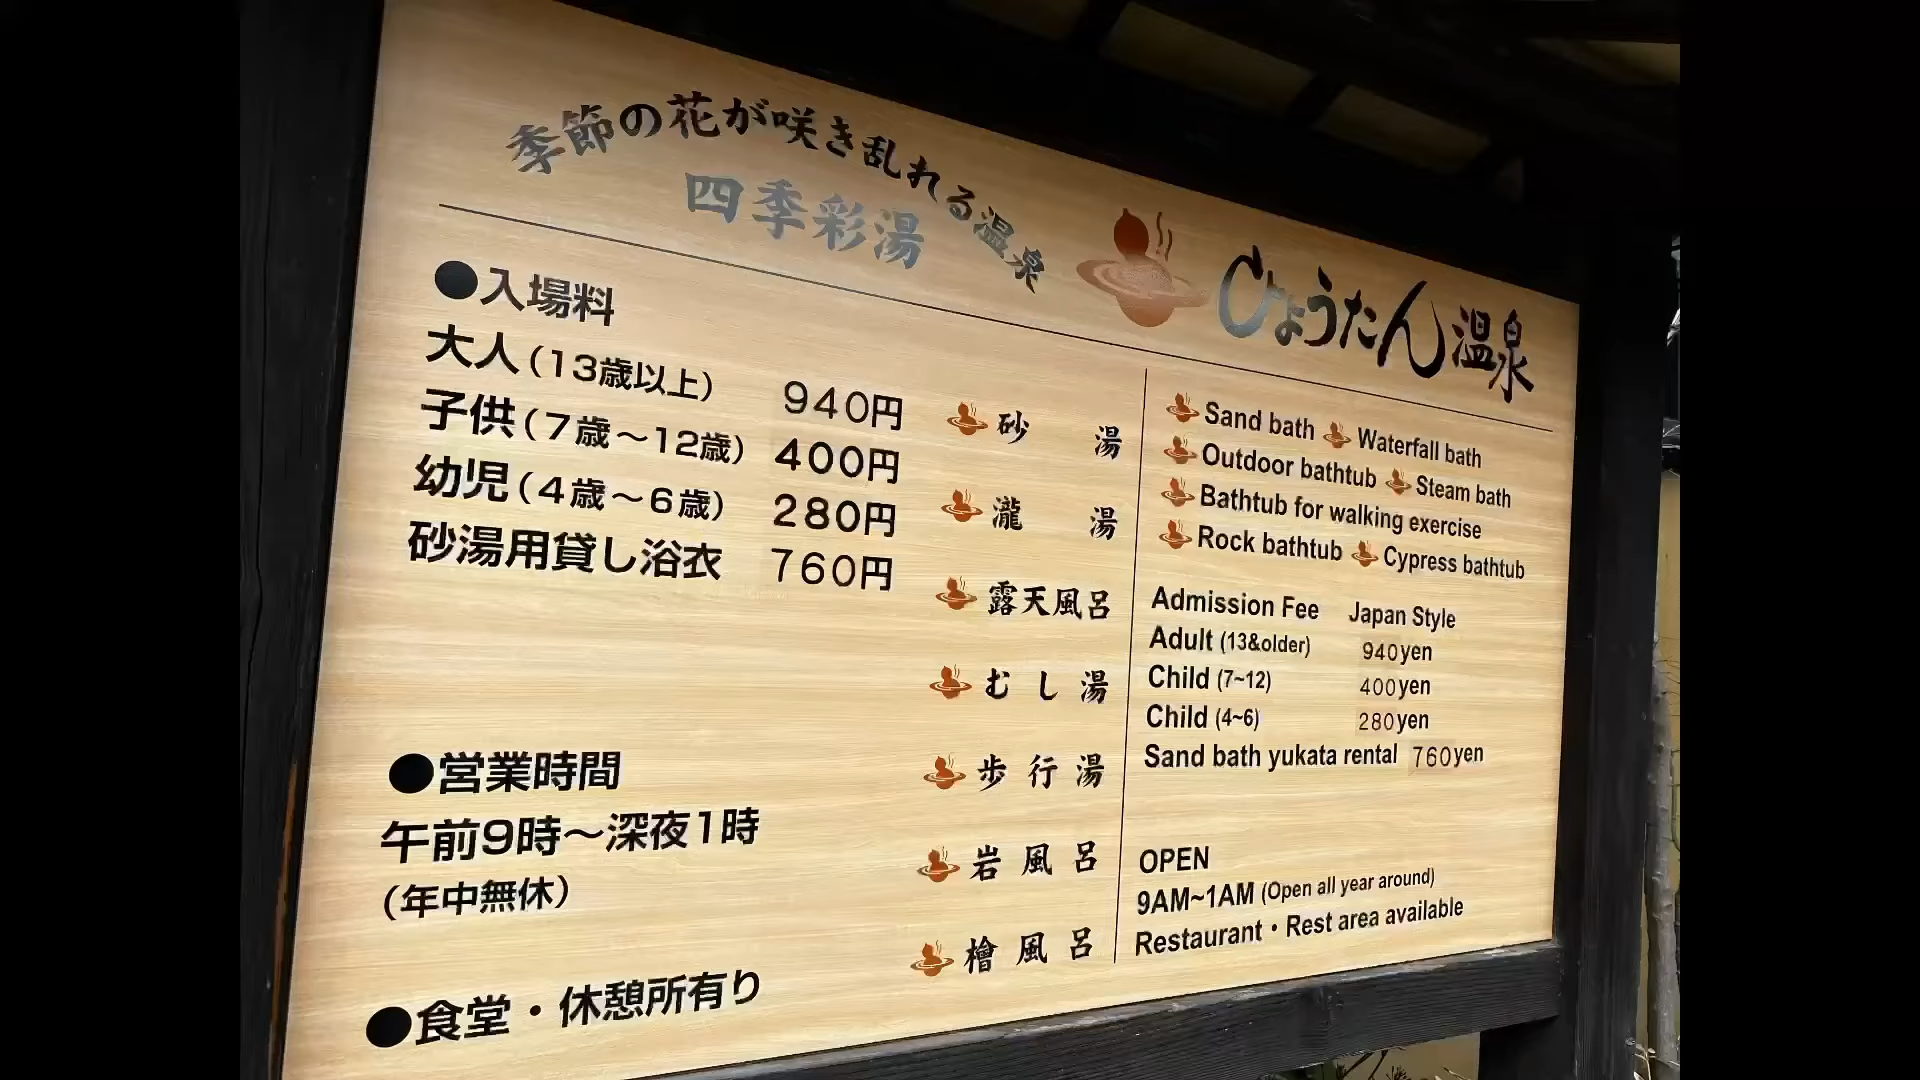 季節の花が咲き乱れる温泉
四季彩湯
ひょうたん温泉
●入場料
大人(13歳以上) 940円
子供(7歳～12歳) 400円
幼児(4歳～6歳) 280円
砂湯用貸し浴衣 760円
●営業時間
午前9時～深夜1時
(年中無休)
●食堂・休憩所有り
砂湯
瀧湯
露天風呂
むし湯
歩行湯
岩風呂
檜風呂
Sand bath Waterfall bath
Outdoor bathtub Steam bath
Bathtub for walking exercise
Rock bathtub Cypress bathtub
Admission Fee Japan Style
Adult (13&older) 940yen
Child (7~12) 400yen
Child (4~6) 280yen
Sand bath yukata rental 760yen
OPEN
9AM~1AM (Open all year around)
Restaurant・Rest area available